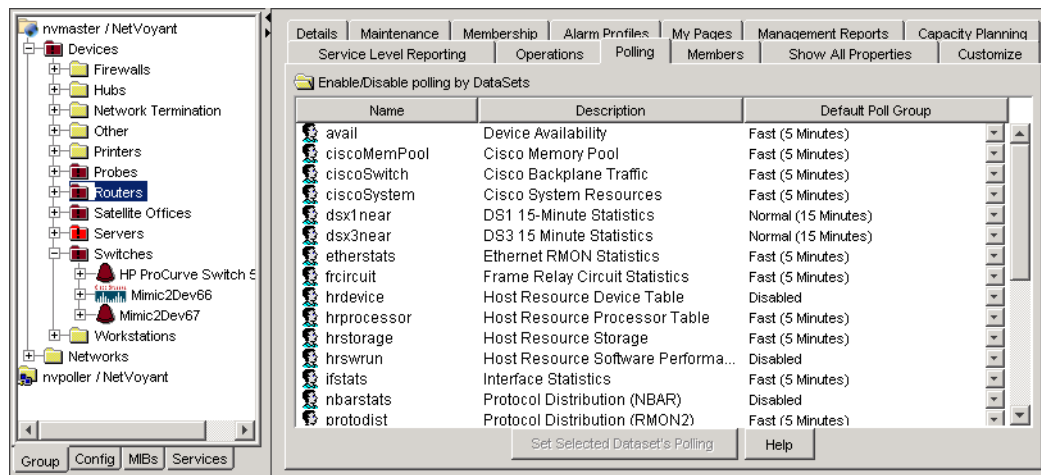 nvmaster / NetVoyant
Devices
Firewalls
Hubs
Network Termination
Other
Printers
Probes
Routers
Satellite Offices
Servers
Switches
HP ProCurve Switch
Mimic2Dev66
Mimic2Dev67
Workstations
Networks
nvpoller / NetVoyant
Group Config MIBs Services
Details Maintenance Membership Alarm Profiles My Pages Management Reports Capacity Planning
Service Level Reporting Operations Polling Members Show All Properties Customize
Enable/Disable polling by DataSets
Name Description Default Poll Group
avail Device Availability Fast (5 Minutes)
ciscoMemPool Cisco Memory Pool Fast (5 Minutes)
ciscoSwitch Cisco Backplane Traffic Fast (5 Minutes)
ciscoSystem Cisco System Resources Fast (5 Minutes)
dsx1near DS1 15-Minute Statistics Normal (15 Minutes)
dsx3near DS3 15 Minute Statistics Normal (15 Minutes)
etherstats Ethernet RMON Statistics Fast (5 Minutes)
frcircuit Frame Relay Circuit Statistics Fast (5 Minutes)
hrdevice Host Resource Device Table Disabled
hrprocessor Host Resource Processor Table Fast (5 Minutes)
hrstorage Host Resource Storage Fast (5 Minutes)
hrswrun Host Resource Software Performa... Disabled
ifstats Interface Statistics Fast (5 Minutes)
nbarstats Protocol Distribution (NBAR) Disabled
protodist Protocol Distribution (RMON2) Fast (5 Minutes)
Set Selected Dataset's Polling Help